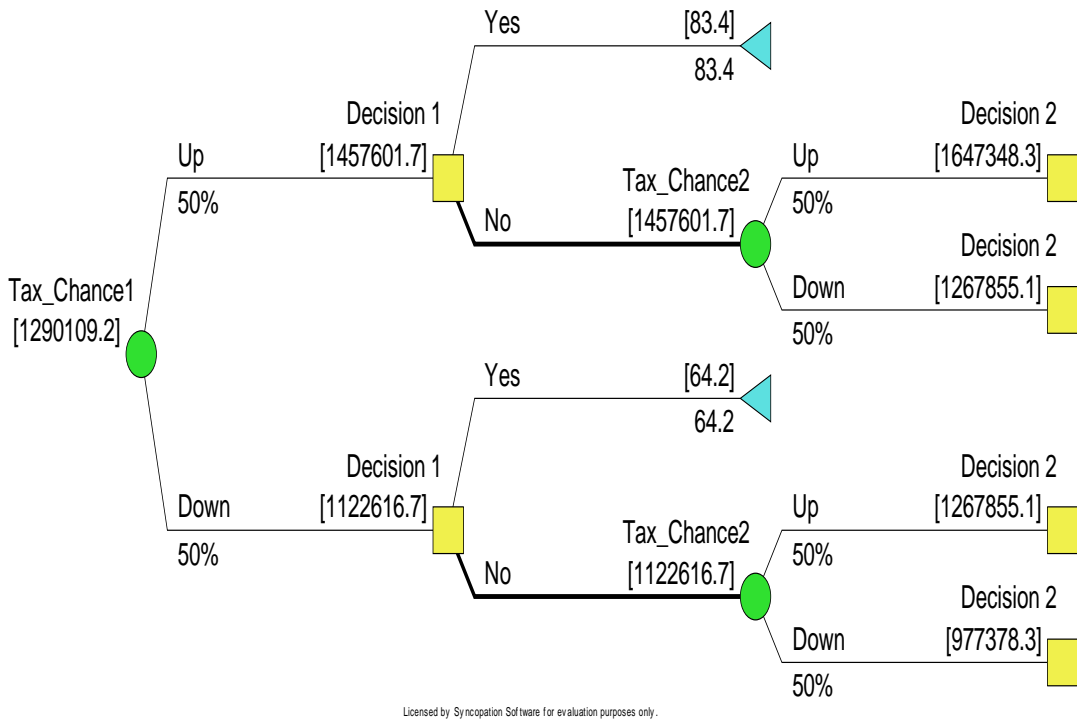 Yes
[83.4]
83.4
Decision 1
Decision 2
Up
[1457601.7]
Up
[1647348.3]
50%
Tax_Chance2
50%
No
[1457601.7]
Decision 2
Tax_Chance1
Down
[1267855.1]
[1290109.2]
50%
Yes
[64.2]
64.2
Decision 1
Decision 2
Down
[1122616.7]
Up
[1267855.1]
50%
Tax_Chance2
50%
No
[1122616.7]
Decision 2
Down
[977378.3]
50%
Licensed by Syncopation Software for evaluation purposes only.